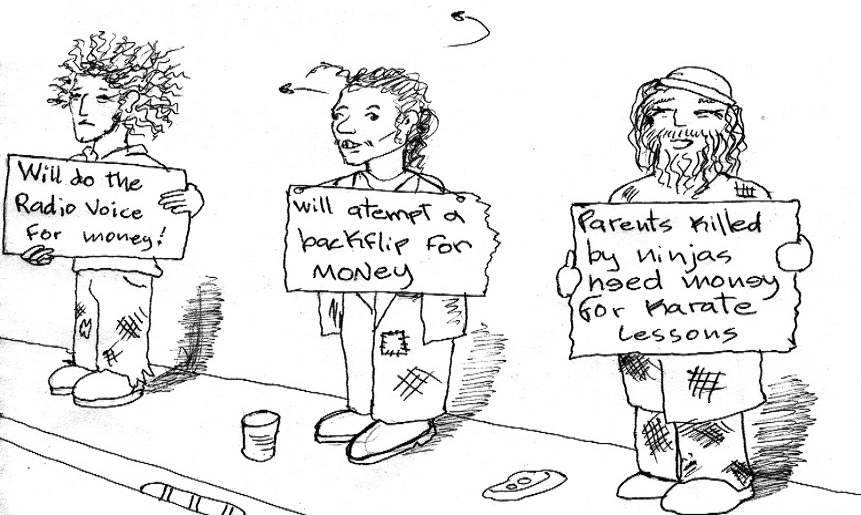 Will do the
Radio Voice
For money!
will atempt a
backflip for
MONEY
Parents killed
by ninjas
need money
for karate
Lessons